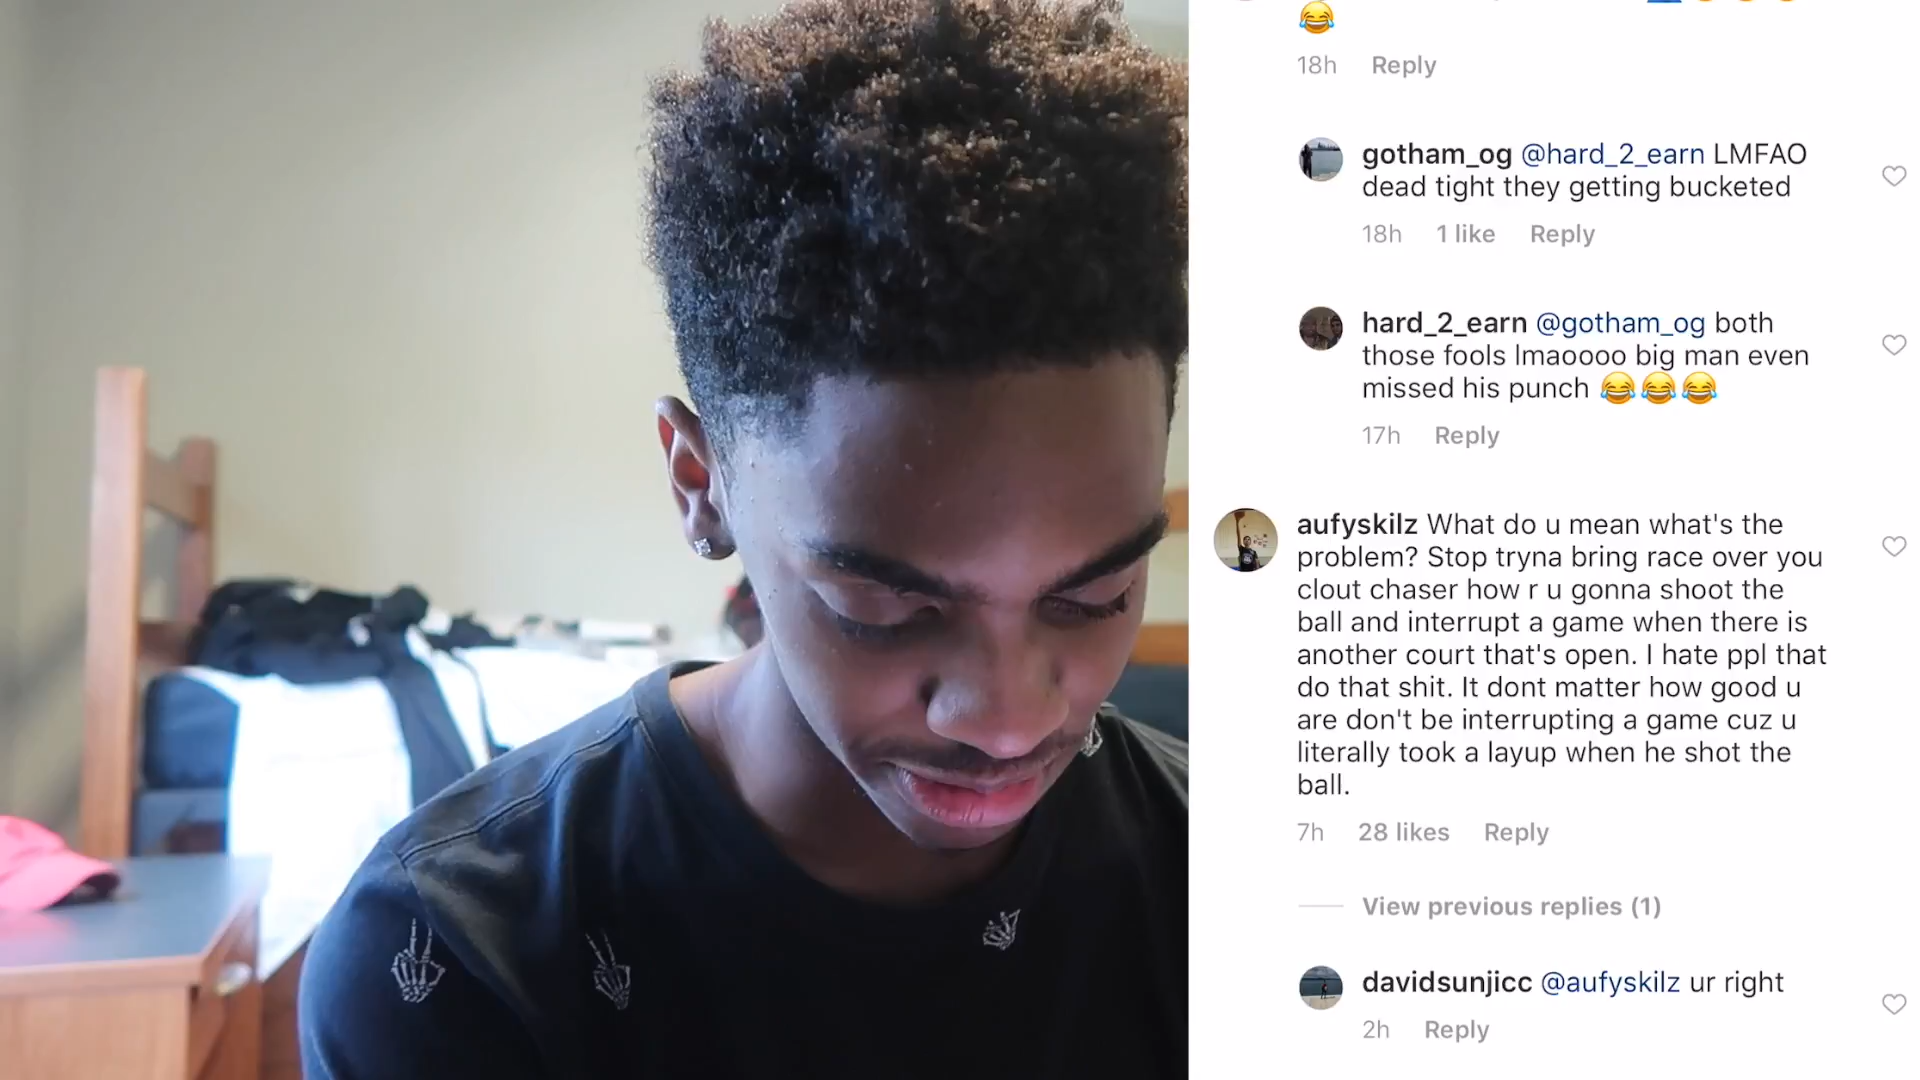 😂
18h Reply
gotham_og @hard_2_earn LMFAO
dead tight they getting bucketed
18h 1 like Reply
hard_2_earn @gotham_og both
those fools lmaoooo big man even
missed his punch 😂😂😂
17h Reply
aufyskilz What do u mean what's the
problem? Stop tryna bring race over you
clout chaser how r u gonna shoot the
ball and interrupt a game when there is
another court that's open. I hate ppl that
do that shit. It dont matter how good u
are don't be interrupting a game cuz u
literally took a layup when he shot the
ball.
7h 28 likes Reply
View previous replies (1)
davidsunjicc @aufyskilz ur right
2h Reply